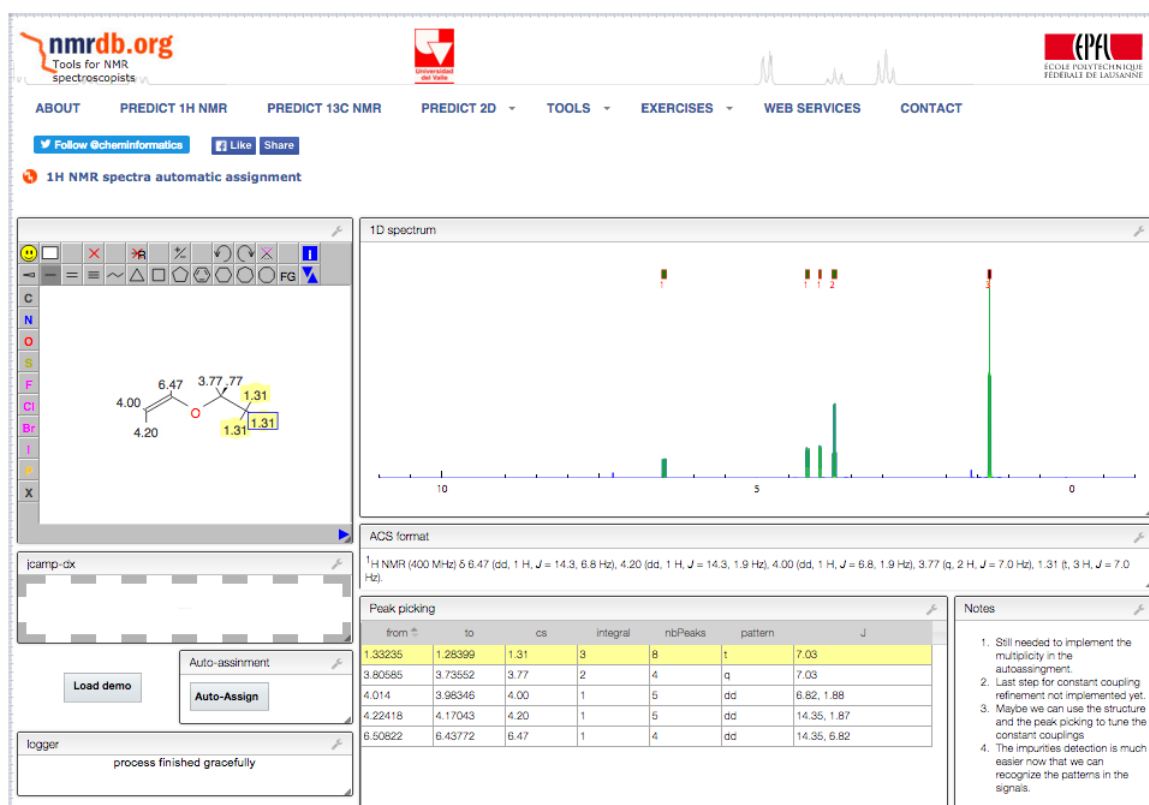 nmrdb.org
Tools for NMR
spectroscopists
Universidad
del Valle
EPFL
ÉCOLE POLYTECHNIQUE
FÉDÉRALE DE LAUSANNE
ABOUT PREDICT 1H NMR PREDICT 13C NMR PREDICT 2D TOOLS EXERCISES WEB SERVICES CONTACT
Follow @cheminformatics Like Share
1H NMR spectra automatic assignment
1D spectrum
FG
C
N
O
S
F
Cl
Br
I
P
X
6.47 3.77 .77
1.31
4.00
O
1.31
4.20
1.31
1 1 1 2 3
10 5 0
ACS format
1H NMR (400 MHz) δ 6.47 (dd, 1 H, J = 14.3, 6.8 Hz), 4.20 (dd, 1 H, J = 14.3, 1.9 Hz), 4.00 (dd, 1 H, J = 6.8, 1.9 Hz), 3.77 (q, 2 H, J = 7.0 Hz), 1.31 (t, 3 H, J = 7.0
Hz).
jcamp-dx
Load demo
Auto-assinment
Auto-Assign
logger
process finished gracefully
Peak picking
from to cs integral nbPeaks pattern J
1.33235 1.28399 1.31 3 8 t 7.03
3.80585 3.73552 3.77 2 4 q 7.03
4.014 3.98346 4.00 1 5 dd 6.82, 1.88
4.22418 4.17043 4.20 1 5 dd 14.35, 1.87
6.50822 6.43772 6.47 1 4 dd 14.35, 6.82
Notes
1. Still needed to implement the
multiplicity in the
autoassingment.
2. Last step for constant coupling
refinement not implemented yet.
3. Maybe we can use the structure
and the peak picking to tune the
constant couplings
4. The impurities detection is much
easier now that we can
recognize the patterns in the
signals.